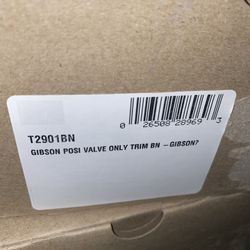 0 26508 28969 3
T2901BN
GIBSON POSI VALVE ONLY TRIM BN – GIBSON?